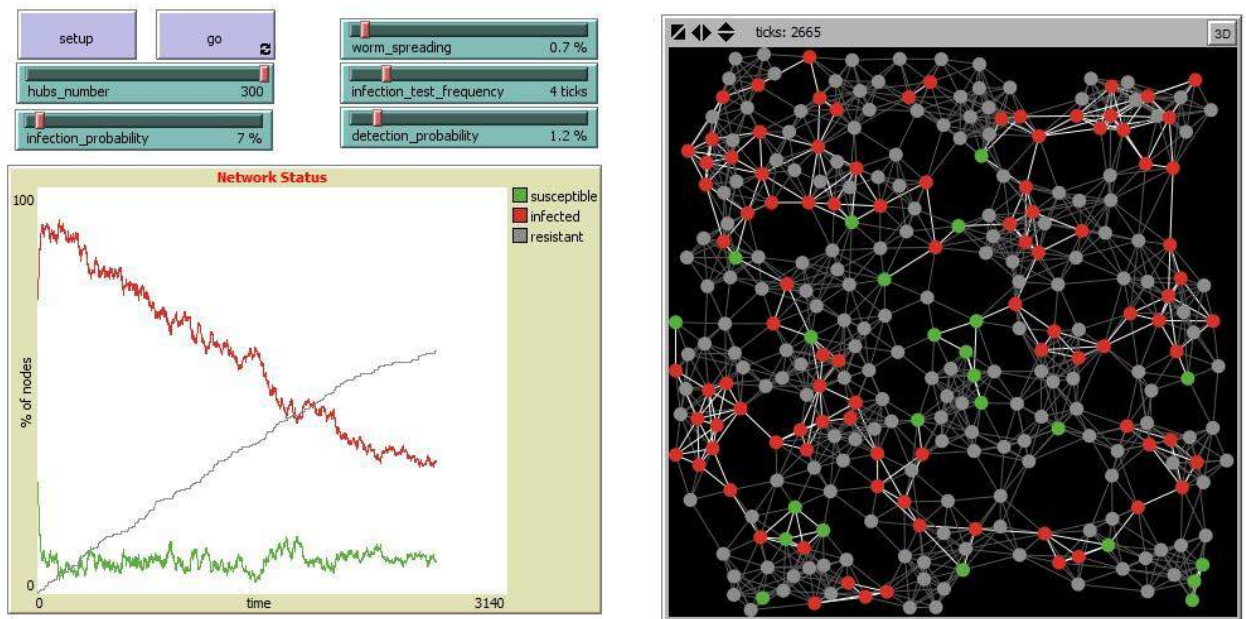 setup
go
hubs_number 300
infection_probability 7 %
worm_spreading 0.7 %
infection_test_frequency 4 ticks
detection_probability 1.2 %
Network Status
100
% of nodes
0
0 time 3140
susceptible
infected
resistant
ticks: 2665
3D